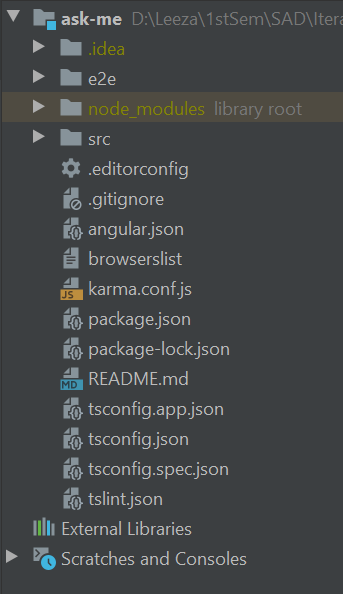 ask-me D:\Leeza\1stSem\SAD\Itera
.idea
e2e
node_modules library root
src
.editorconfig
.gitignore
angular.json
browserslist
JS karma.conf.js
package.json
package-lock.json
MD README.md
tsconfig.app.json
tsconfig.json
tsconfig.spec.json
tslint.json
External Libraries
Scratches and Consoles